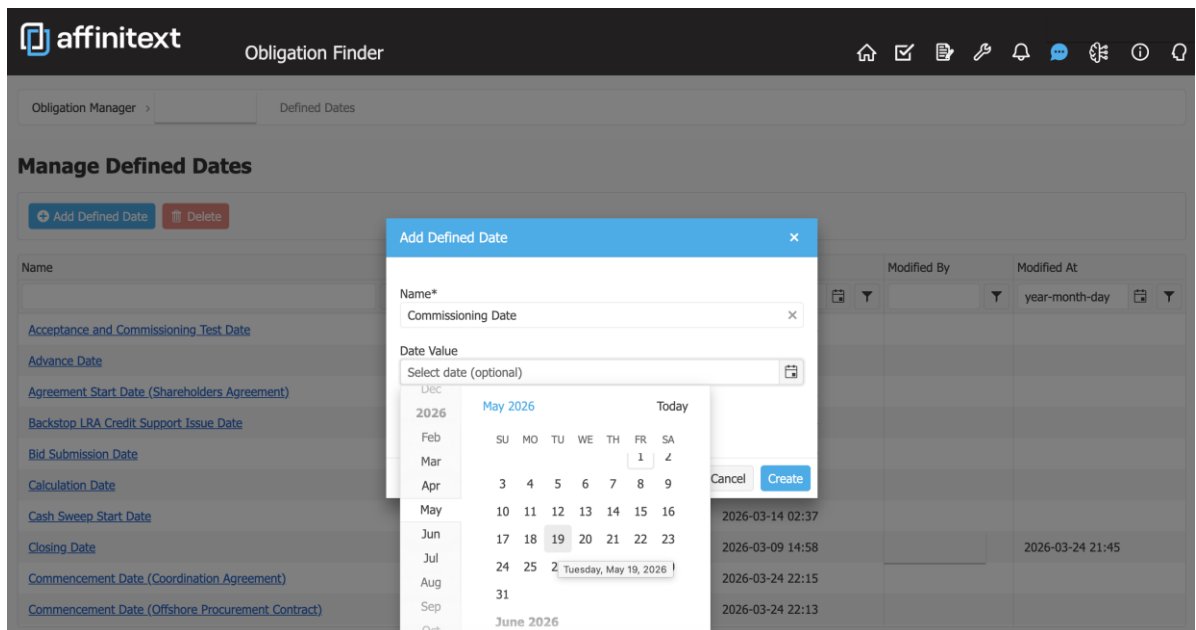 affinitext
Obligation Finder
Obligation Manager >
Defined Dates
Manage Defined Dates
Add Defined Date
Delete
Name
Modified By
Modified At
year-month-day
Acceptance and Commissioning Test Date
Advance Date
Agreement Start Date (Shareholders Agreement)
Backstop LRA Credit Support Issue Date
Bid Submission Date
Calculation Date
Cash Sweep Start Date
2026-03-14 02:37
Closing Date
2026-03-09 14:58
2026-03-24 21:45
Commencement Date (Coordination Agreement)
2026-03-24 22:15
Commencement Date (Offshore Procurement Contract)
2026-03-24 22:13
Add Defined Date
×
Name*
Commissioning Date
×
Date Value
Select date (optional)
Dec
2026
Feb
Mar
Apr
May
Jun
Jul
Aug
Sep
Oct
May 2026
Today
SU MO TU WE TH FR SA
1 2
3 4 5 6 7 8 9
10 11 12 13 14 15 16
17 18 19 20 21 22 23
24 25
Tuesday, May 19, 2026
31
June 2026
Cancel
Create